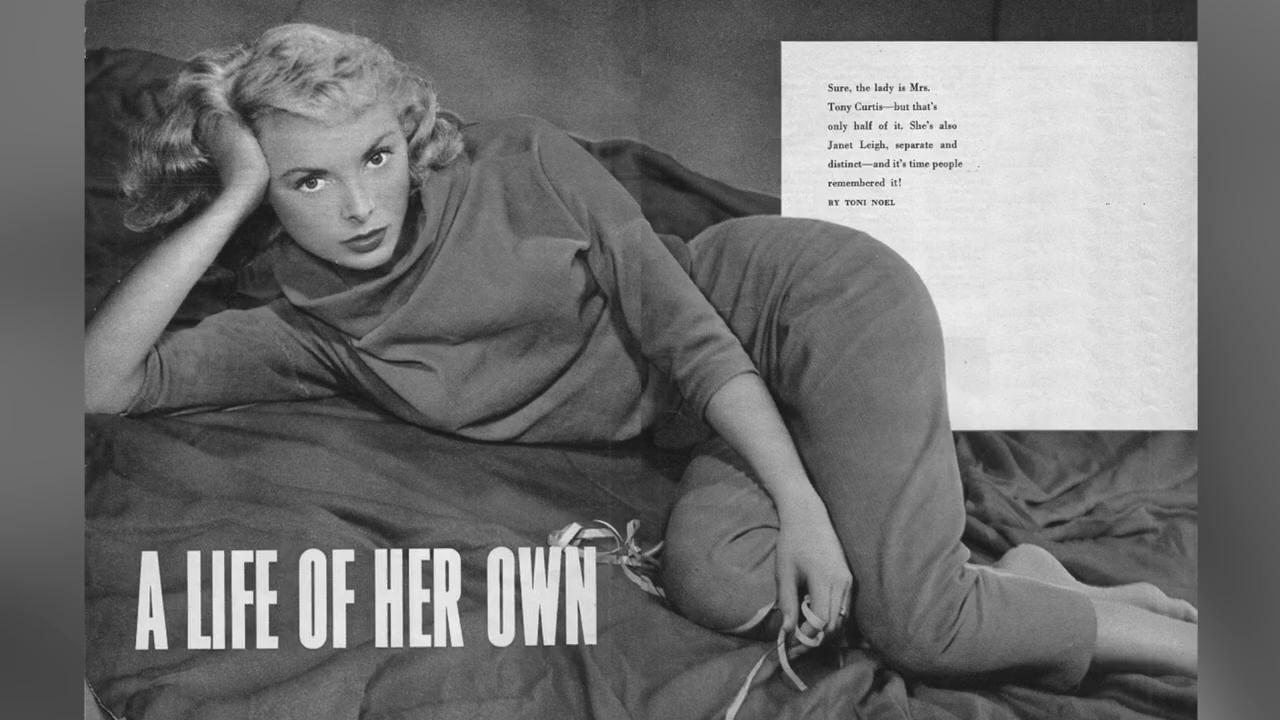 Sure, the lady is Mrs.
Tony Curtis—but that's
only half of it. She's also
Janet Leigh, separate and
distinct—and it's time people
remembered it!
BY TONI NOEL
A LIFE OF HER OWN